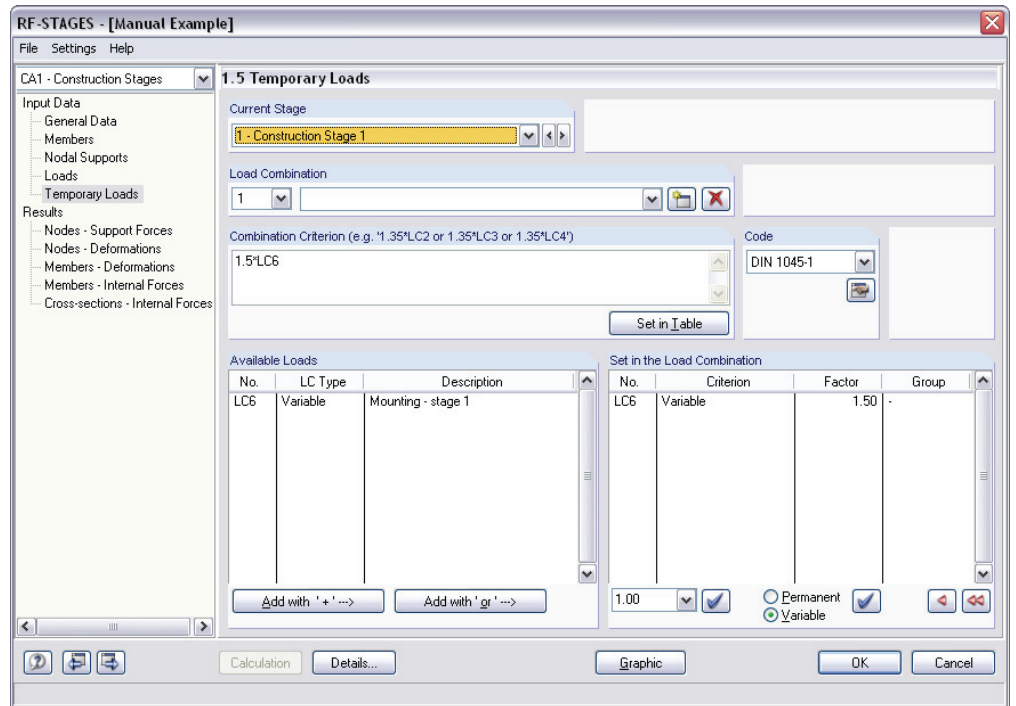 RF-STAGES - [Manual Example]
File Settings Help
CA1 - Construction Stages
Input Data
General Data
Members
Nodal Supports
Loads
Temporary Loads
Results
Nodes - Support Forces
Nodes - Deformations
Members - Deformations
Members - Internal Forces
Cross-sections - Internal Forces
1.5 Temporary Loads
Current Stage
1 - Construction Stage 1
Load Combination
1
Combination Criterion (e.g. '1.35*LC2 or 1.35*LC3 or 1.35*LC4')
1.5*LC6
Set in Table
Code
DIN 1045-1
Available Loads
No. LC Type Description
LC6 Variable Mounting - stage 1
Add with ' + ' ---> Add with ' or ' --->
Set in the Load Combination
No. Criterion Factor Group
LC6 Variable 1.50 -
1.00 Permanent
Variable
Calculation Details... Graphic OK Cancel